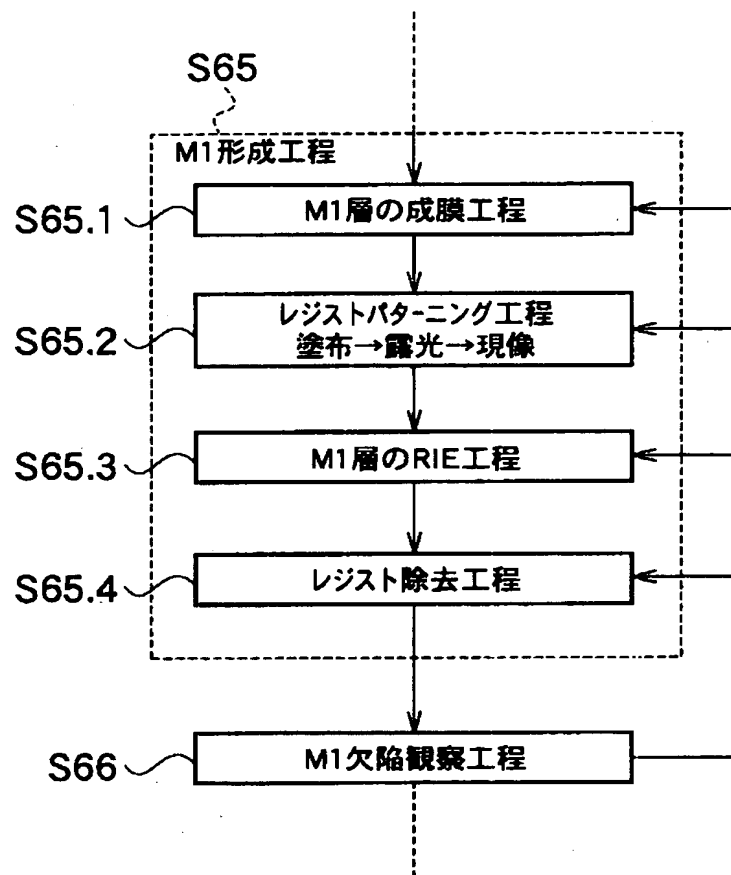 S65
M1形成工程
S65.1
M1層の成膜工程
S65.2
レジストパターニング工程
塗布→露光→現像
S65.3
M1層のRIE工程
S65.4
レジスト除去工程
S66
M1欠陥観察工程